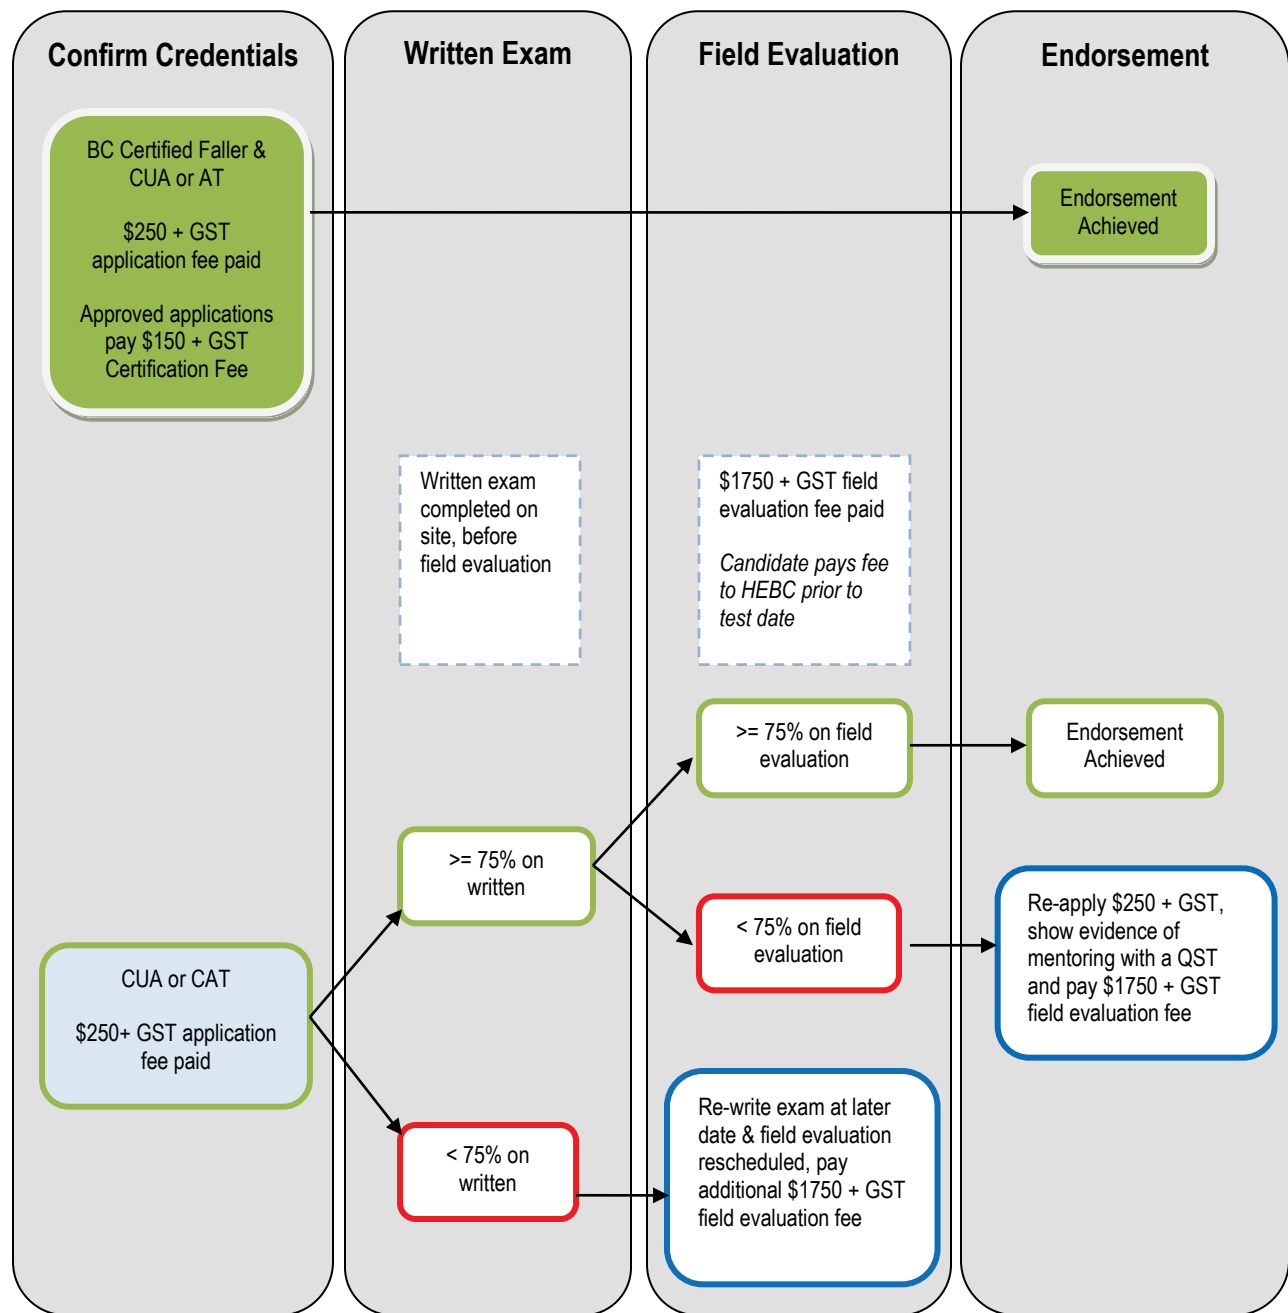 Confirm Credentials
Written Exam
Field Evaluation
Endorsement
BC Certified Faller &
CUA or AT
$250 + GST
application fee paid
Approved applications
pay $150 + GST
Certification Fee
Endorsement
Achieved
Written exam
completed on
site, before
field evaluation
$1750 + GST field
evaluation fee paid
Candidate pays fee
to HEBC prior to
test date
>= 75% on field
evaluation
Endorsement
Achieved
>= 75% on
written
< 75% on field
evaluation
Re-apply $250 + GST,
show evidence of
mentoring with a QST
and pay $1750 + GST
field evaluation fee
CUA or CAT
$250+ GST application
fee paid
< 75% on
written
Re-write exam at later
date & field evaluation
rescheduled, pay
additional $1750 + GST
field evaluation fee